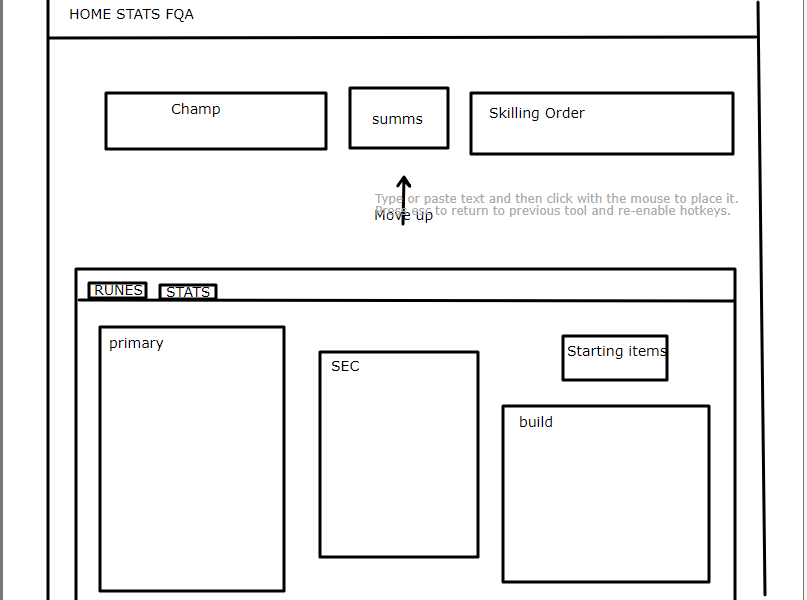 HOME STATS FQA
Champ
summs
Skilling Order
Type or paste text and then click with the mouse to place it.
Press esc to return to previous tool and re-enable hotkeys.
Move up
RUNES
STATS
primary
SEC
Starting items
build